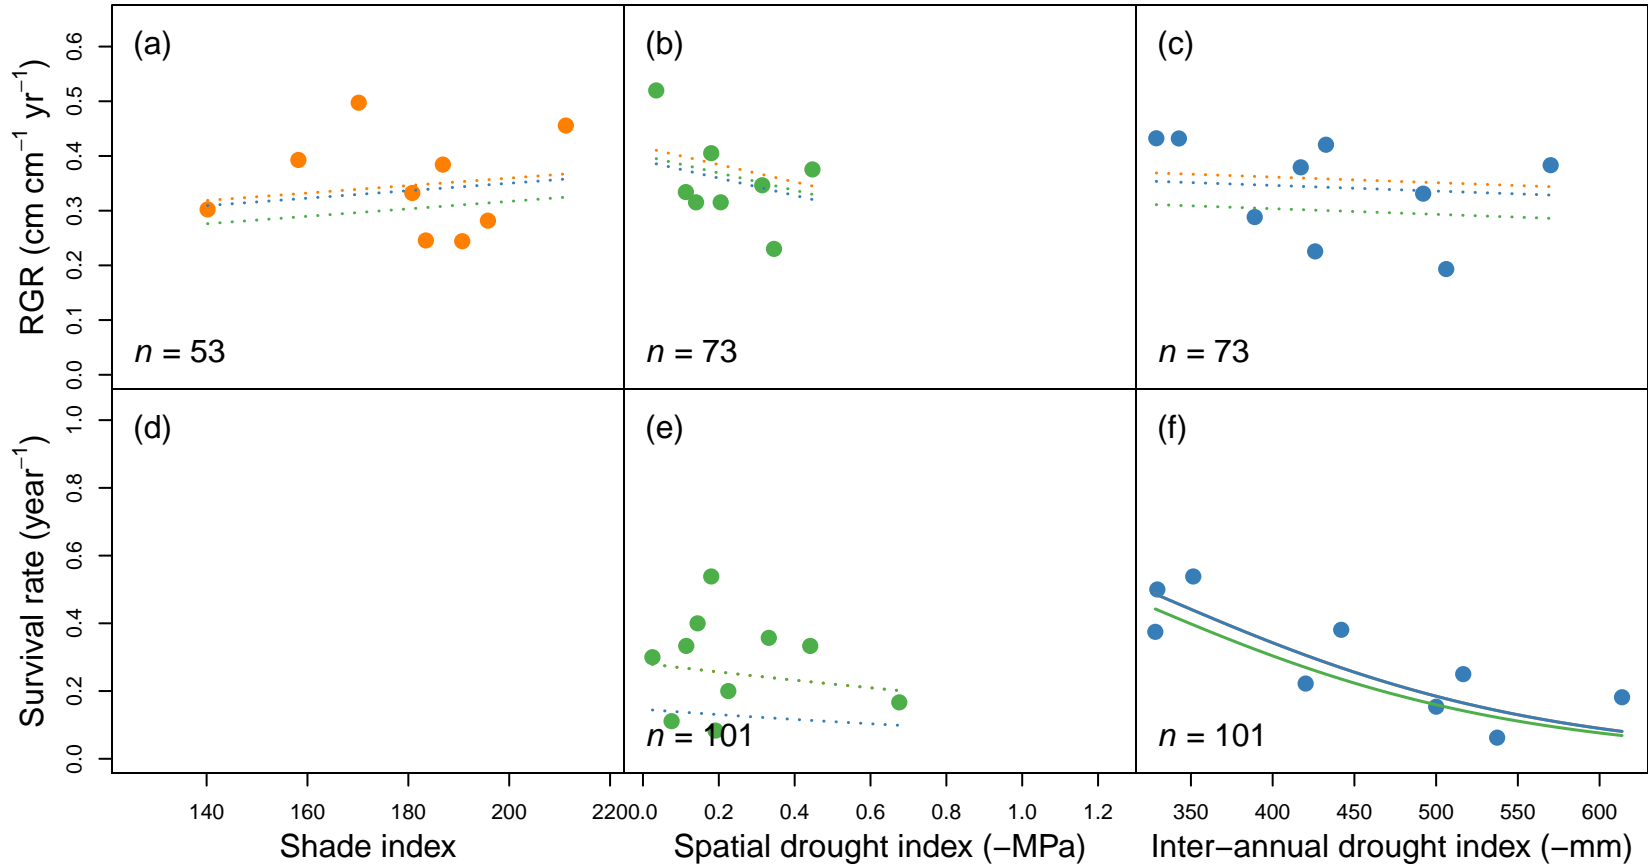 (a)
(b)
(c)
RGR (cm cm⁻¹ yr⁻¹)
0.6
0.5
0.4
0.3
0.2
0.1
0.0
n = 53
n = 73
n = 73
(d)
(e)
(f)
Survival rate (year⁻¹)
1.0
0.8
0.6
0.4
0.2
0.0
n = 101
n = 101
140 160 180 200 220
0.0 0.2 0.4 0.6 0.8 1.0 1.2
350 400 450 500 550 600
Shade index
Spatial drought index (−MPa)
Inter−annual drought index (−mm)